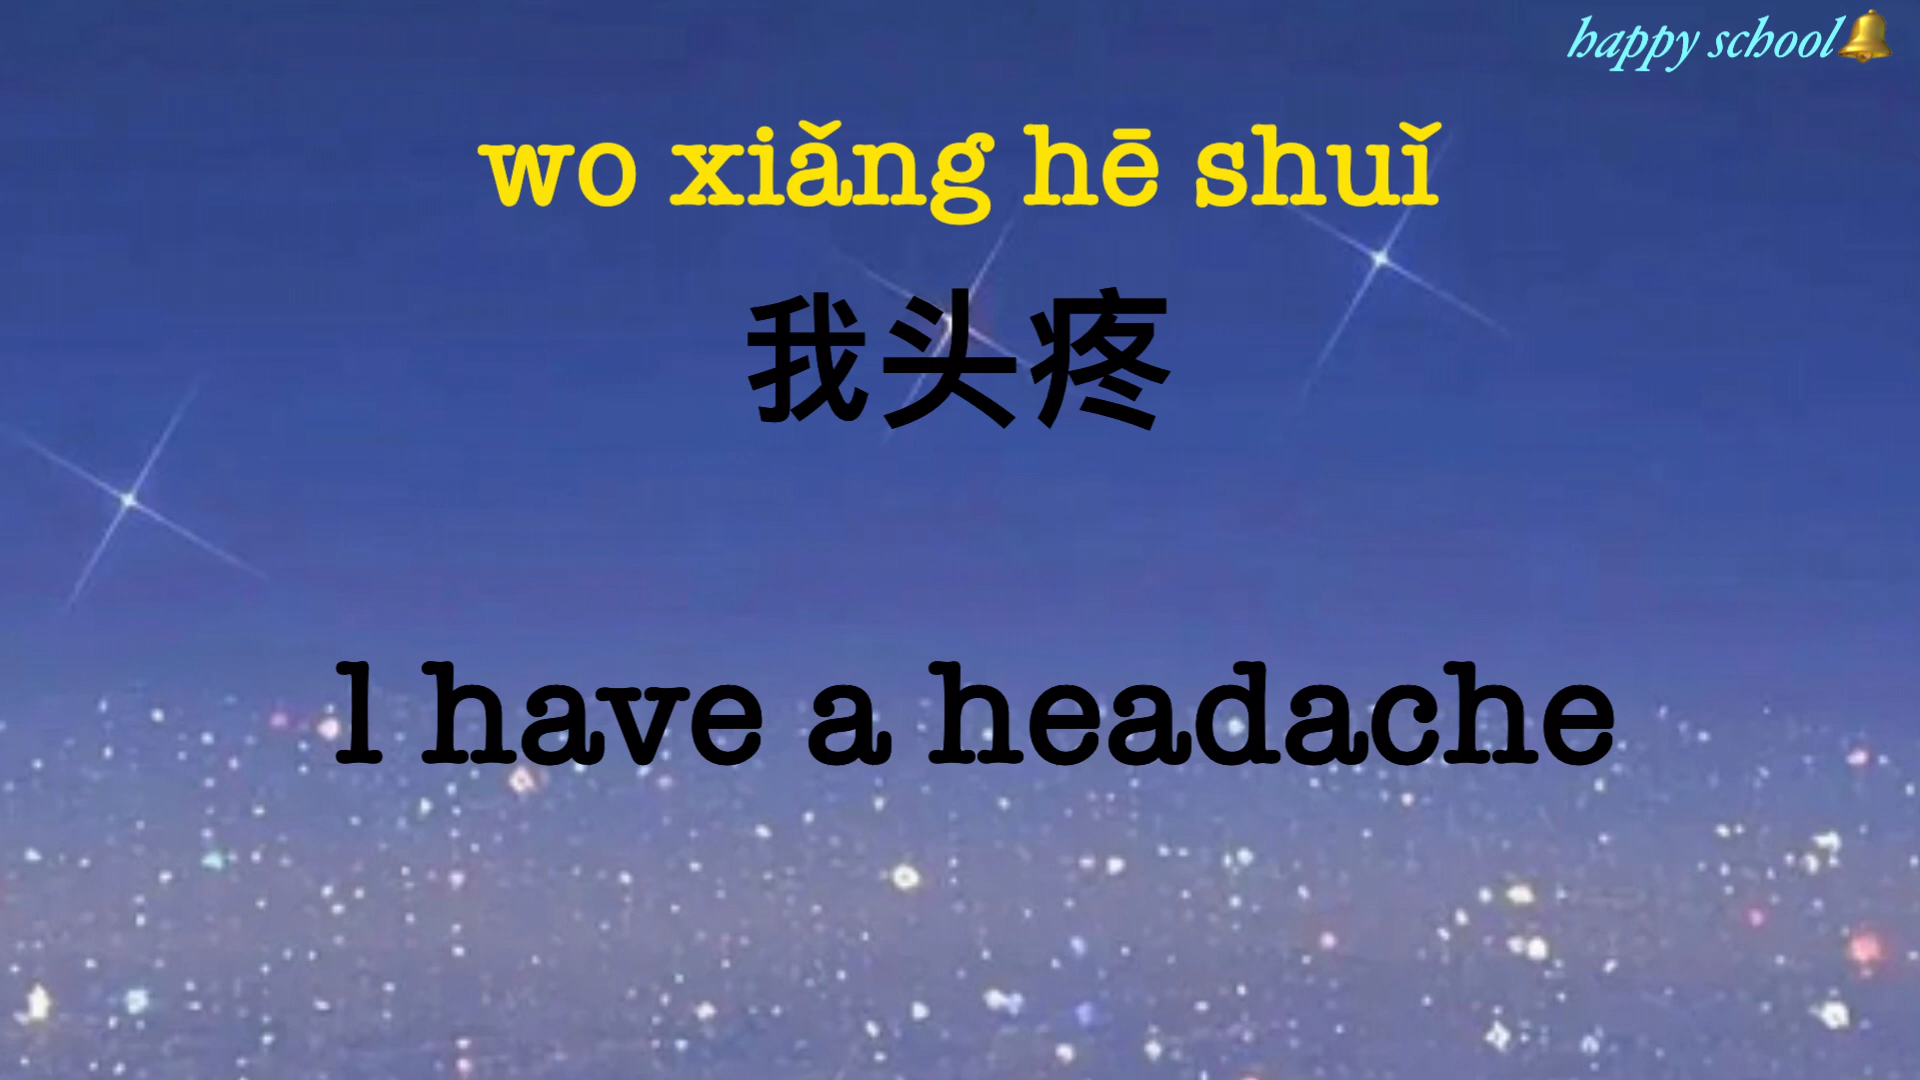 happy school🔔
wo xiǎng hē shuǐ
我头疼
l have a headache